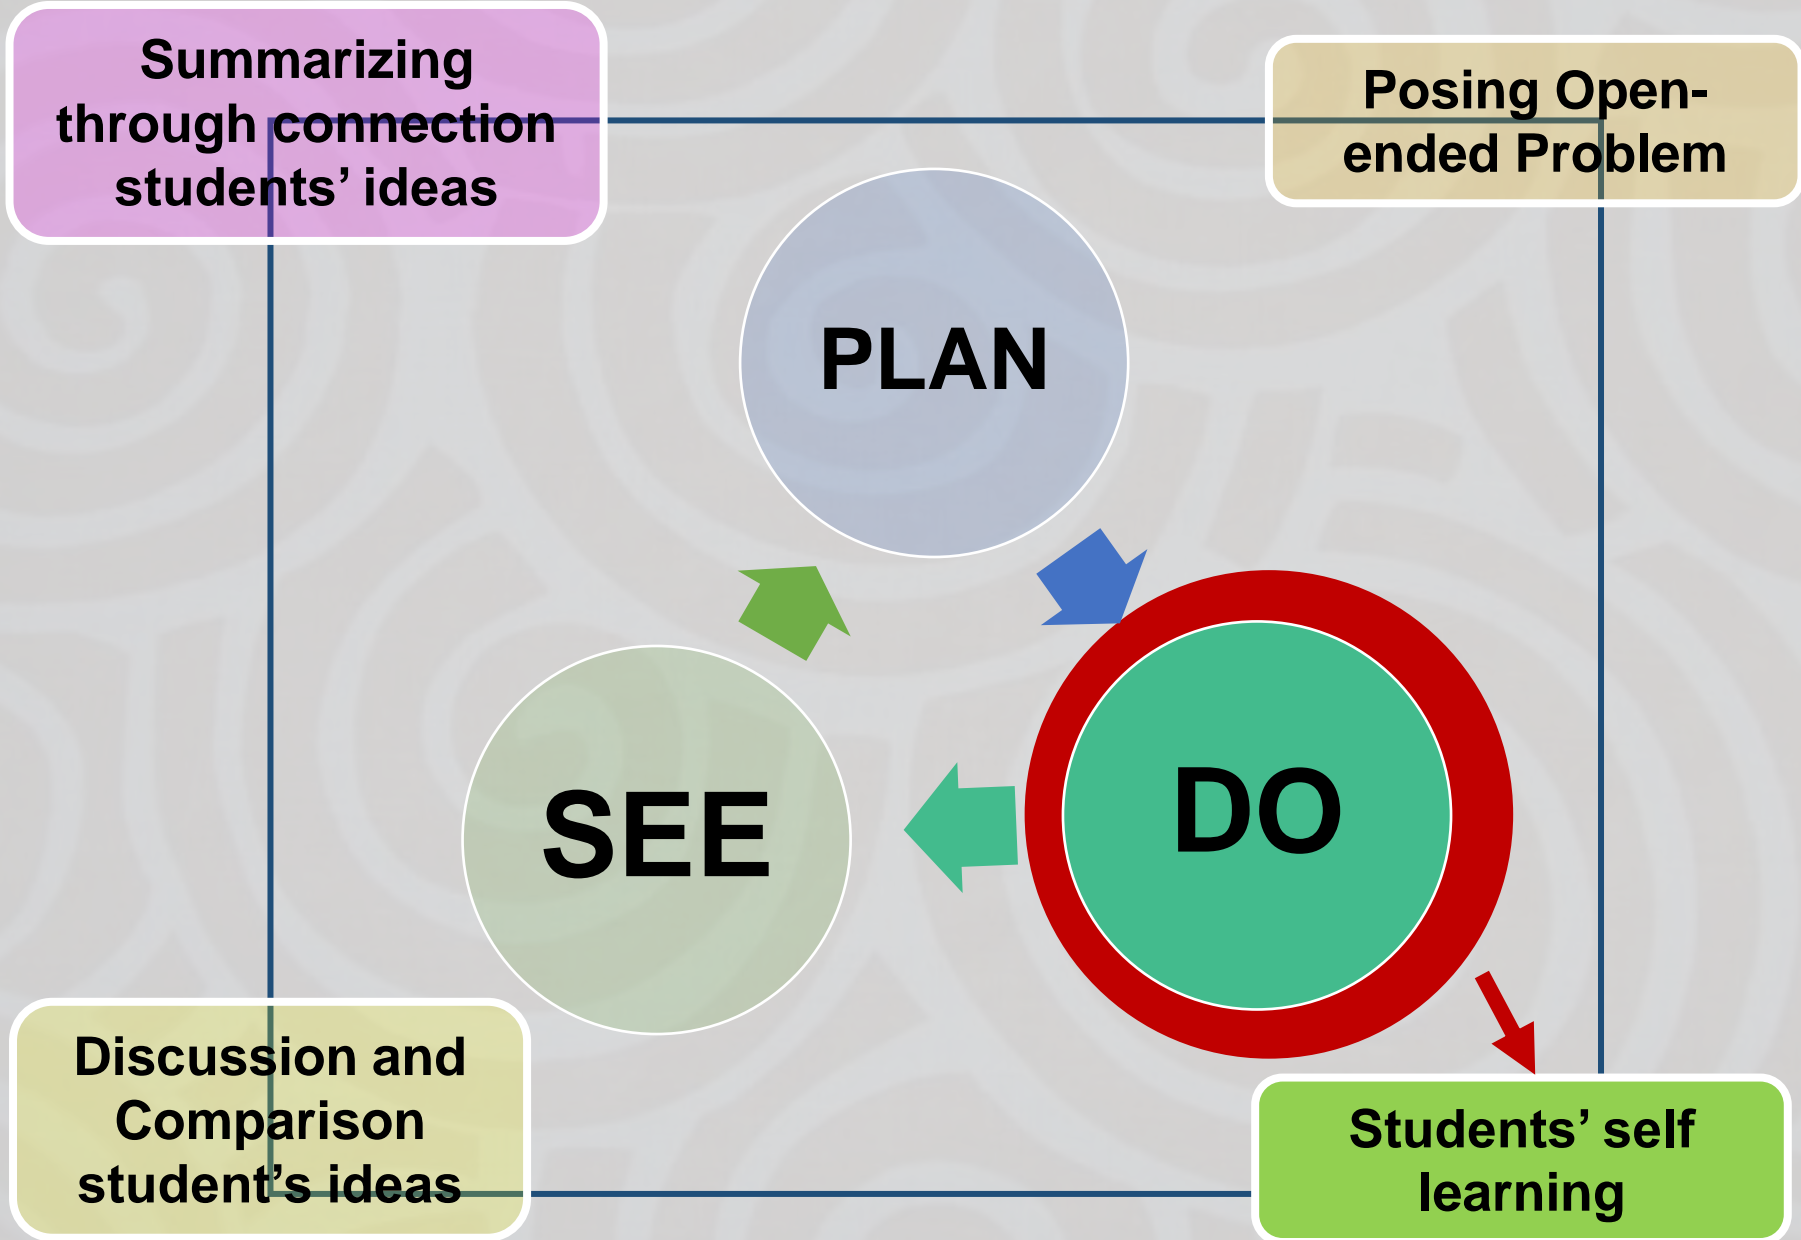 Summarizing
through connection
students’ ideas
Posing Open-
ended Problem
PLAN
SEE
DO
Discussion and
Comparison
student’s ideas
Students’ self
learning